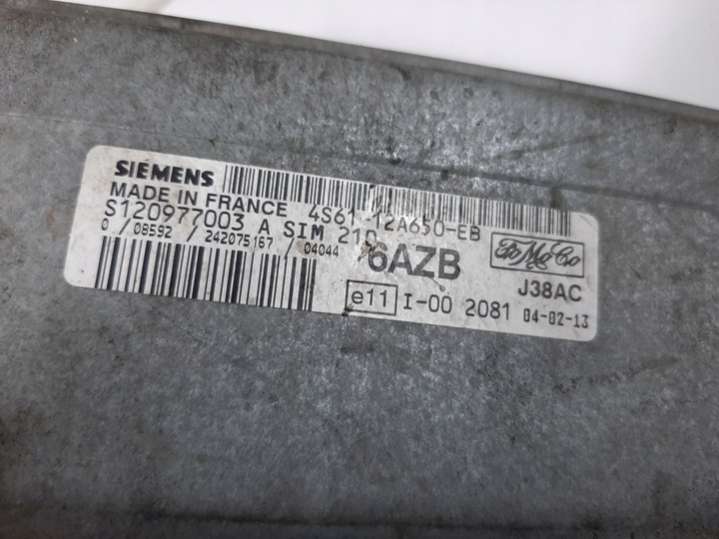 SIEMENS
MADE IN FRANCE 4S61-12A650-EB
S120977003 A SIM 210
0 / 08592 / 242075167 / 04044 6AZB
FoMoCo
J38AC
e11 I-00 2081 04-02-13